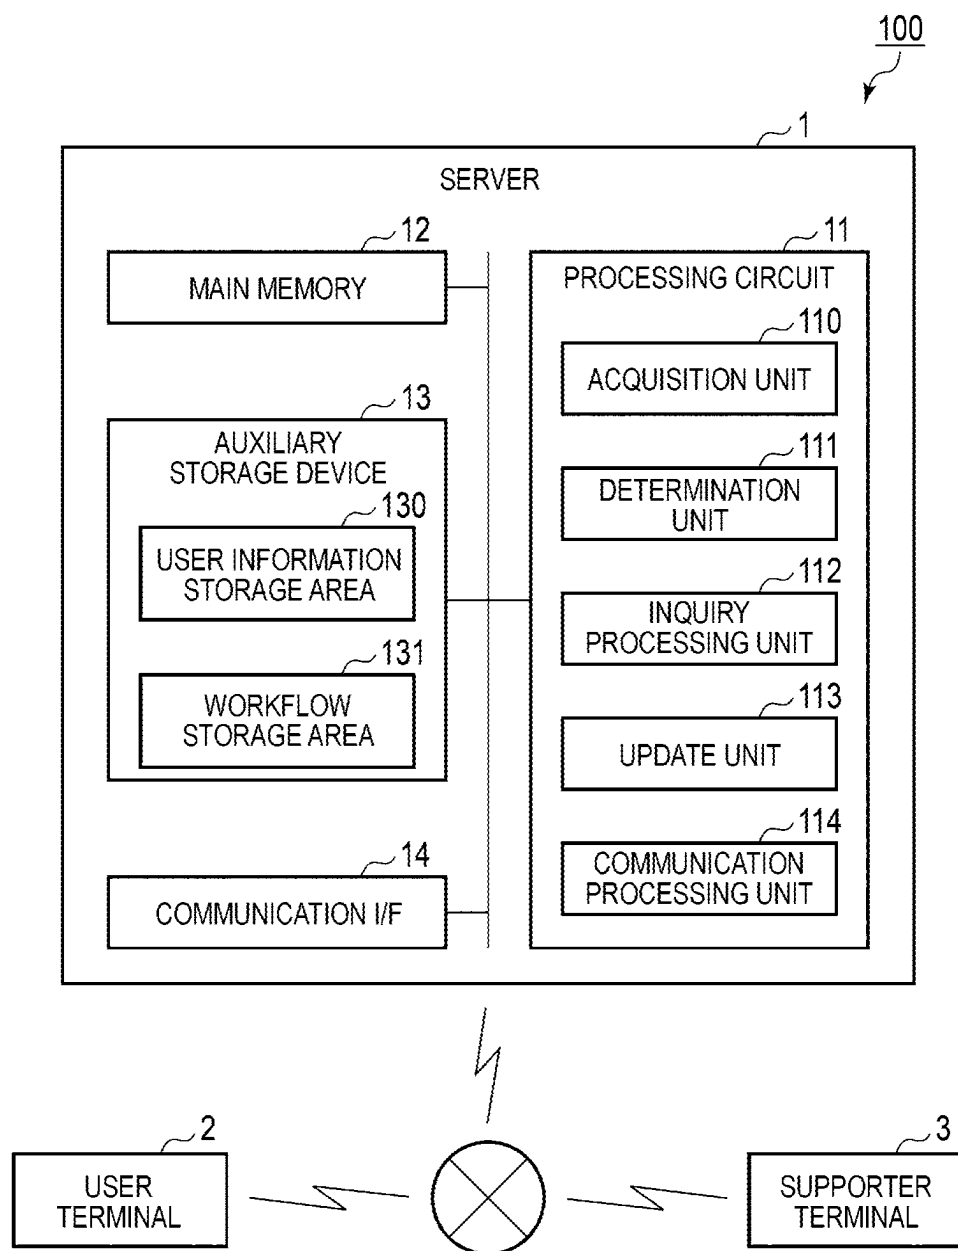 100
1
SERVER
12
MAIN MEMORY
11
PROCESSING CIRCUIT
110
ACQUISITION UNIT
13
AUXILIARY
STORAGE DEVICE
111
DETERMINATION
UNIT
130
USER INFORMATION
STORAGE AREA
112
INQUIRY
PROCESSING UNIT
131
WORKFLOW
STORAGE AREA
113
UPDATE UNIT
14
COMMUNICATION I/F
114
COMMUNICATION
PROCESSING UNIT
2
USER
TERMINAL
3
SUPPORTER
TERMINAL